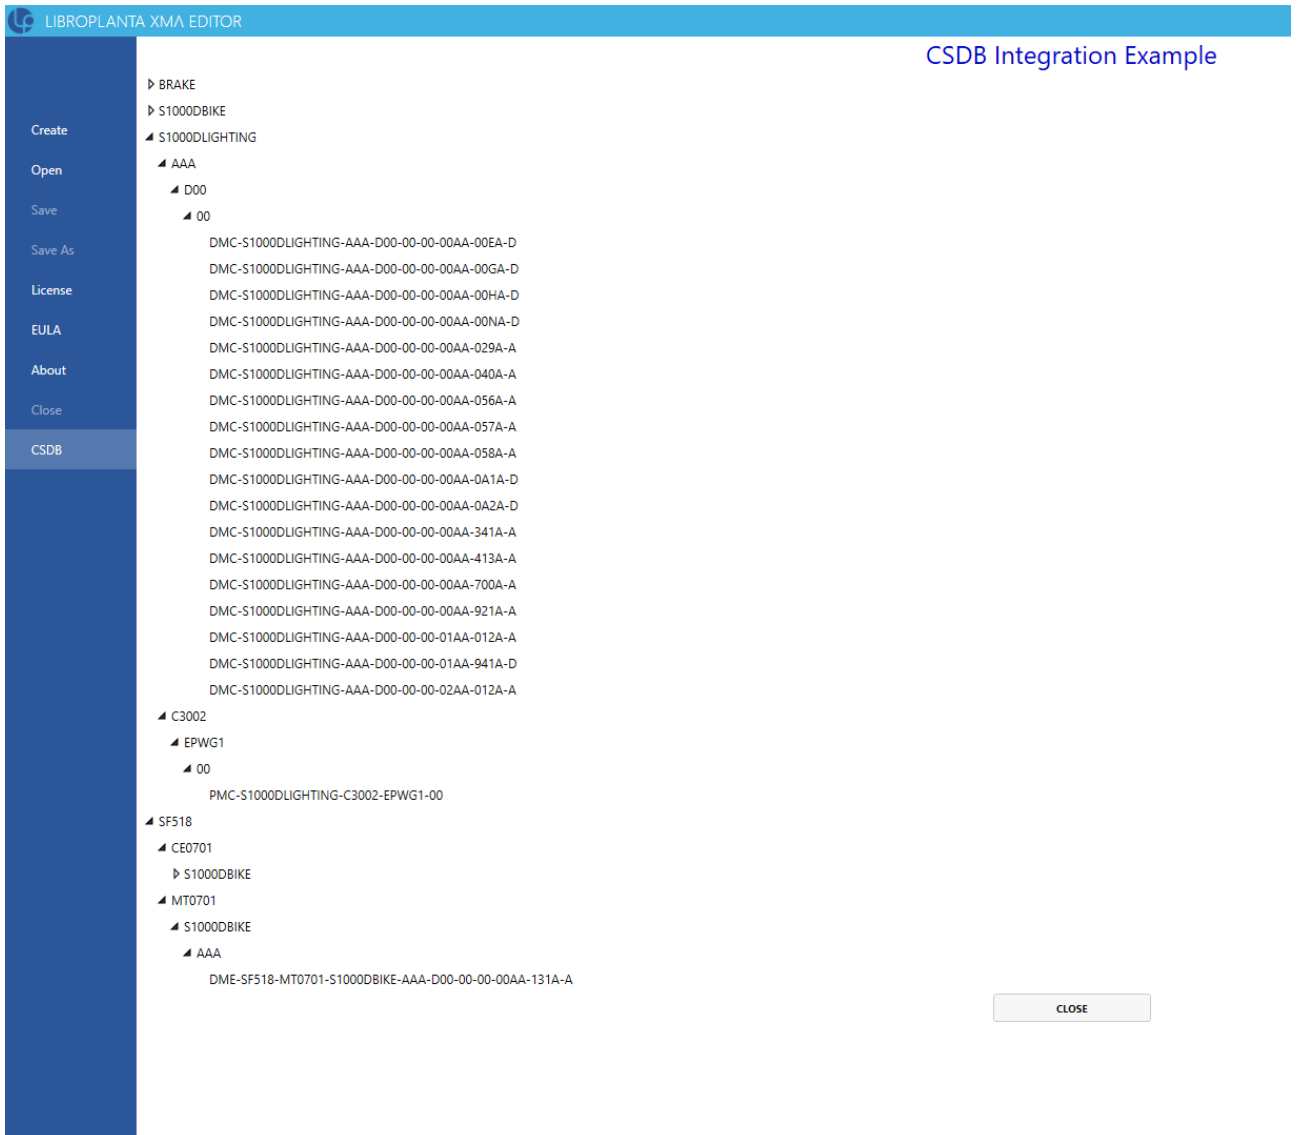 LIBROPLANTA XMΛ EDITOR
CSDB Integration Example
Create
Open
Save
Save As
License
EULA
About
Close
CSDB
BRAKE
S1000DBIKE
S1000DLIGHTING
AAA
D00
00
DMC-S1000DLIGHTING-AAA-D00-00-00-00AA-00EA-D
DMC-S1000DLIGHTING-AAA-D00-00-00-00AA-00GA-D
DMC-S1000DLIGHTING-AAA-D00-00-00-00AA-00HA-D
DMC-S1000DLIGHTING-AAA-D00-00-00-00AA-00NA-D
DMC-S1000DLIGHTING-AAA-D00-00-00-00AA-029A-A
DMC-S1000DLIGHTING-AAA-D00-00-00-00AA-040A-A
DMC-S1000DLIGHTING-AAA-D00-00-00-00AA-056A-A
DMC-S1000DLIGHTING-AAA-D00-00-00-00AA-057A-A
DMC-S1000DLIGHTING-AAA-D00-00-00-00AA-058A-A
DMC-S1000DLIGHTING-AAA-D00-00-00-00AA-0A1A-D
DMC-S1000DLIGHTING-AAA-D00-00-00-00AA-0A2A-D
DMC-S1000DLIGHTING-AAA-D00-00-00-00AA-341A-A
DMC-S1000DLIGHTING-AAA-D00-00-00-00AA-413A-A
DMC-S1000DLIGHTING-AAA-D00-00-00-00AA-700A-A
DMC-S1000DLIGHTING-AAA-D00-00-00-00AA-921A-A
DMC-S1000DLIGHTING-AAA-D00-00-00-01AA-012A-A
DMC-S1000DLIGHTING-AAA-D00-00-00-01AA-941A-D
DMC-S1000DLIGHTING-AAA-D00-00-00-02AA-012A-A
C3002
EPWG1
00
PMC-S1000DLIGHTING-C3002-EPWG1-00
SF518
CE0701
S1000DBIKE
MT0701
S1000DBIKE
AAA
DME-SF518-MT0701-S1000DBIKE-AAA-D00-00-00-00AA-131A-A
CLOSE